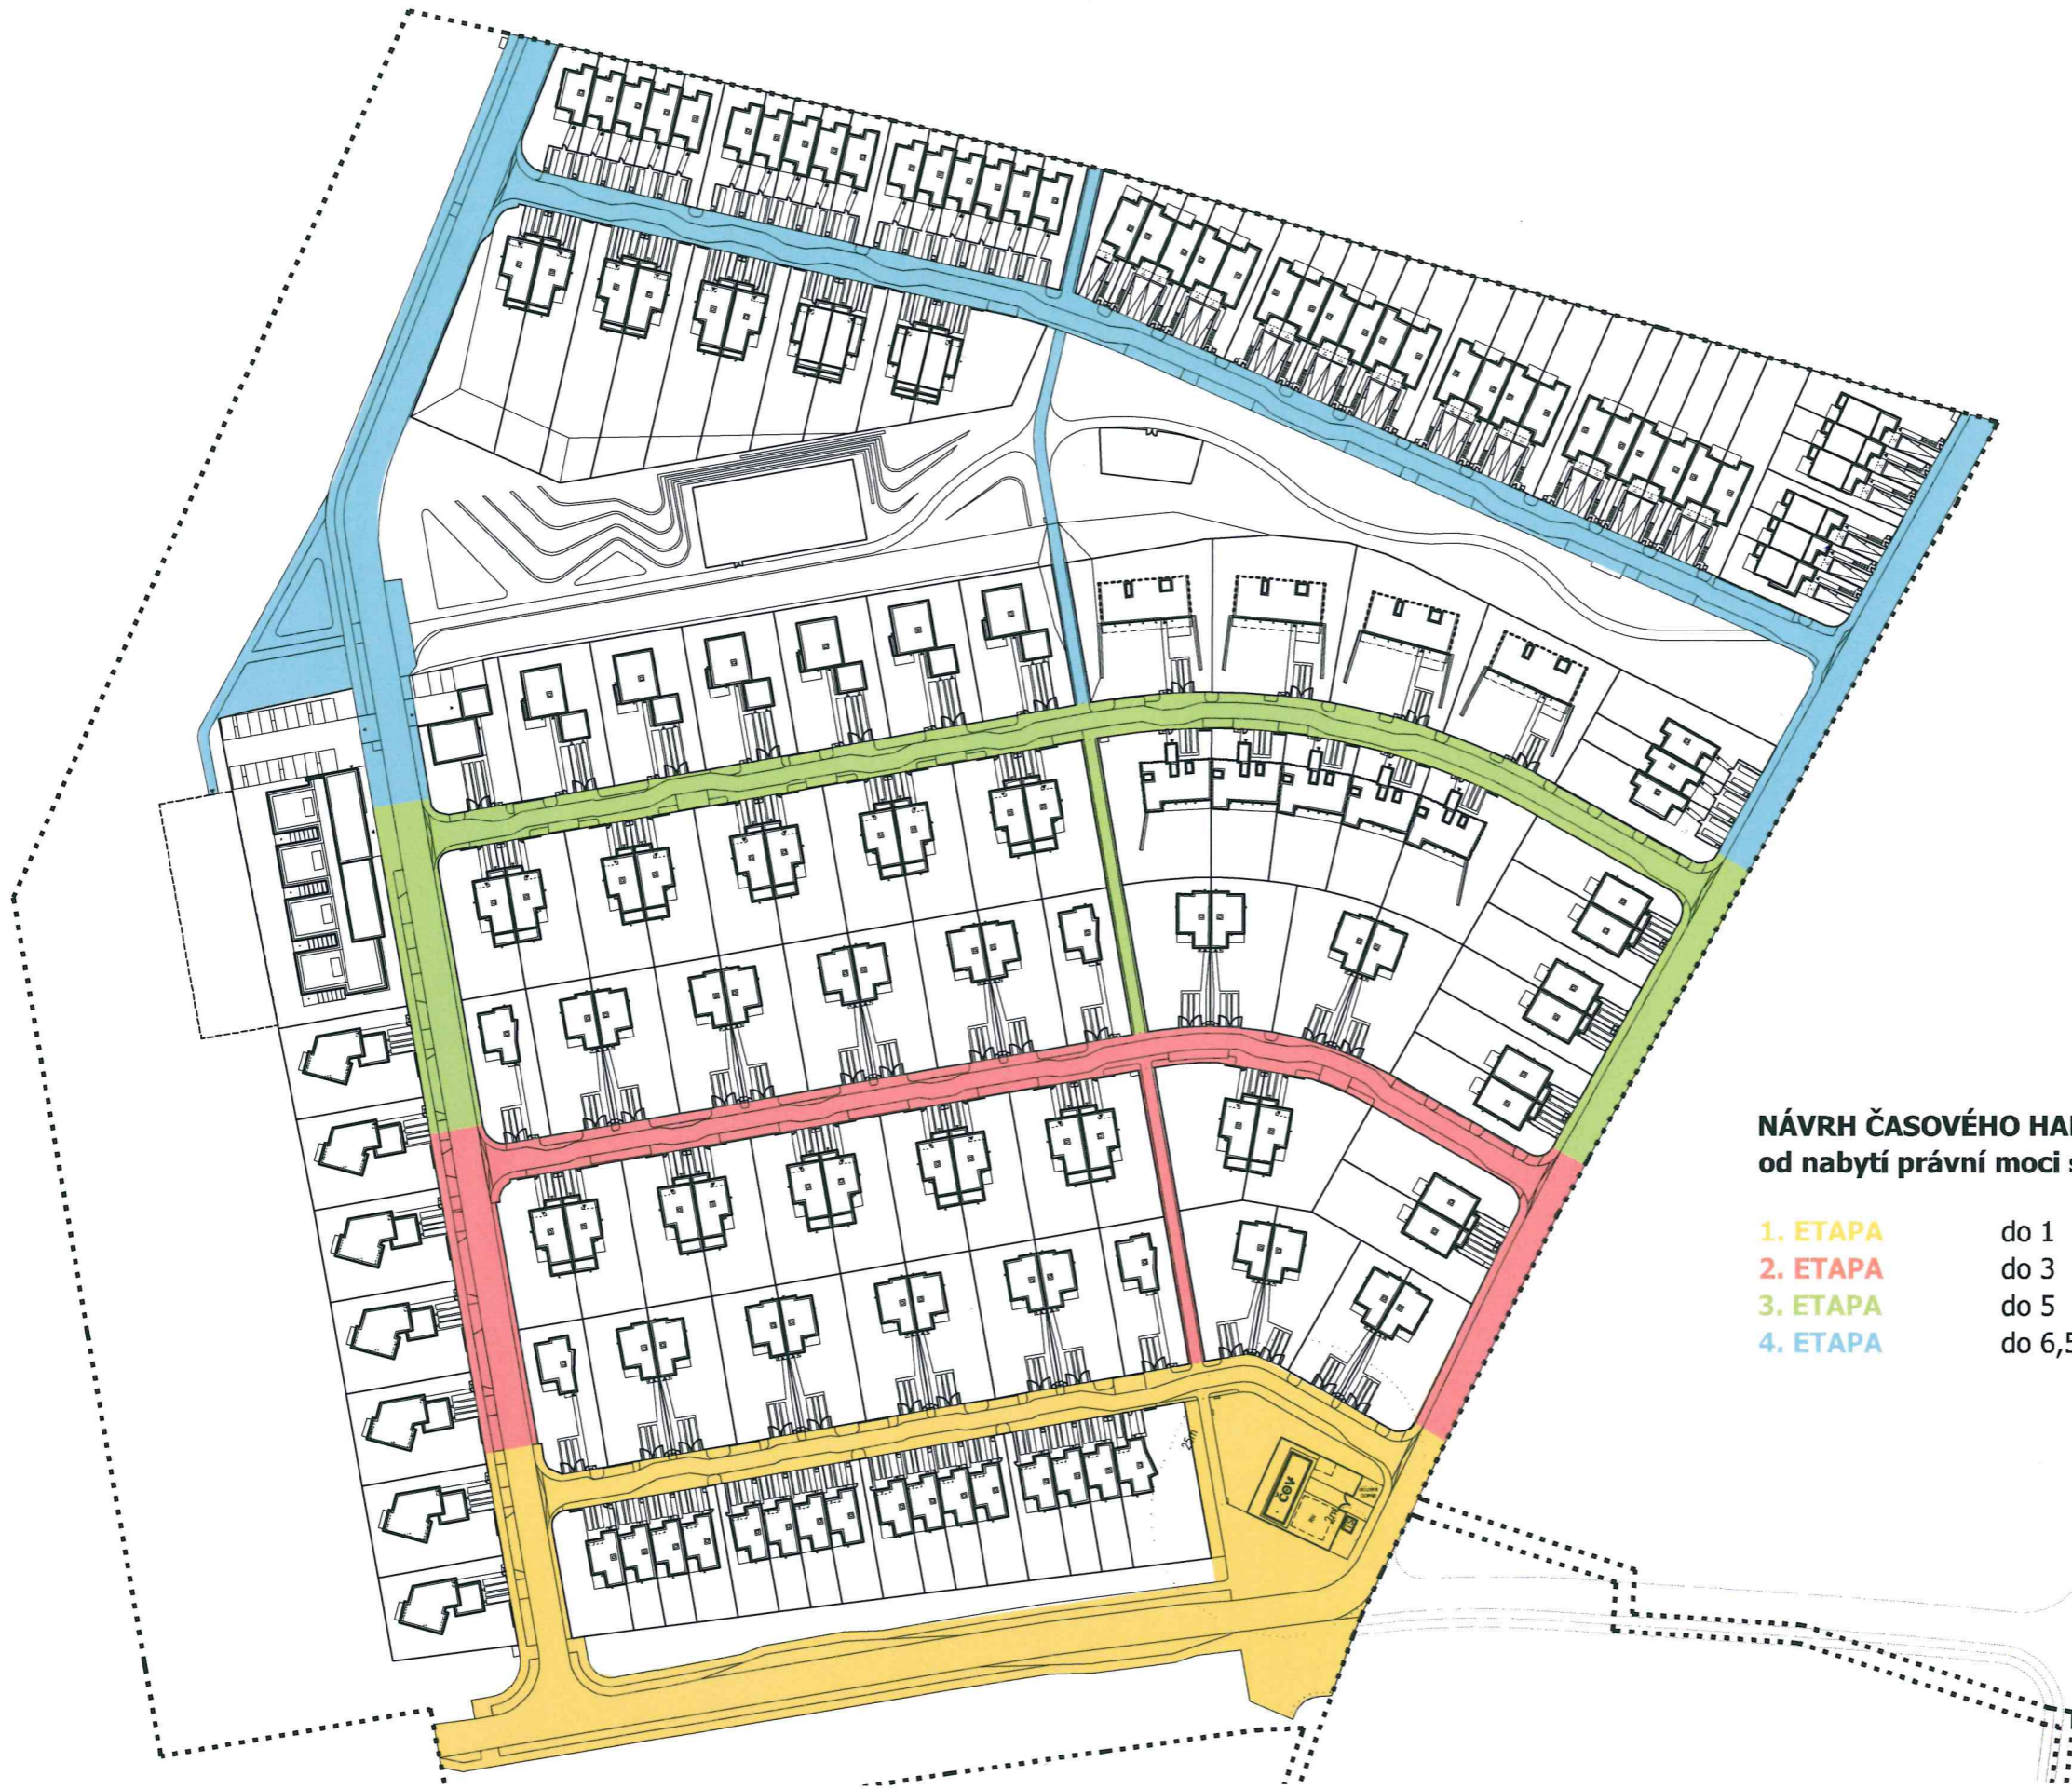 NÁVRH ČASOVÉHO HA
od nabytí právní moci
1. ETAPA do 1
2. ETAPA do 3
3. ETAPA do 5
4. ETAPA do 6,5
25m
ČOV